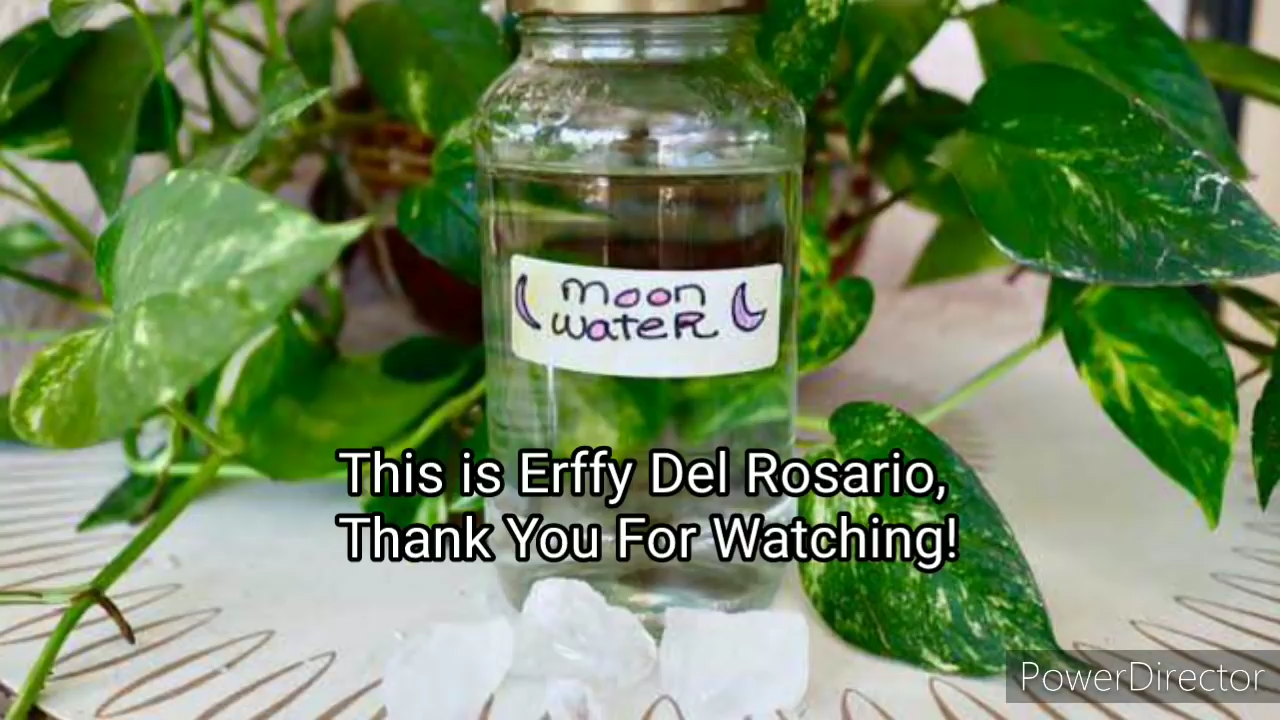 moon
wateR
This is Erffy Del Rosario,
Thank You For Watching!
PowerDirector